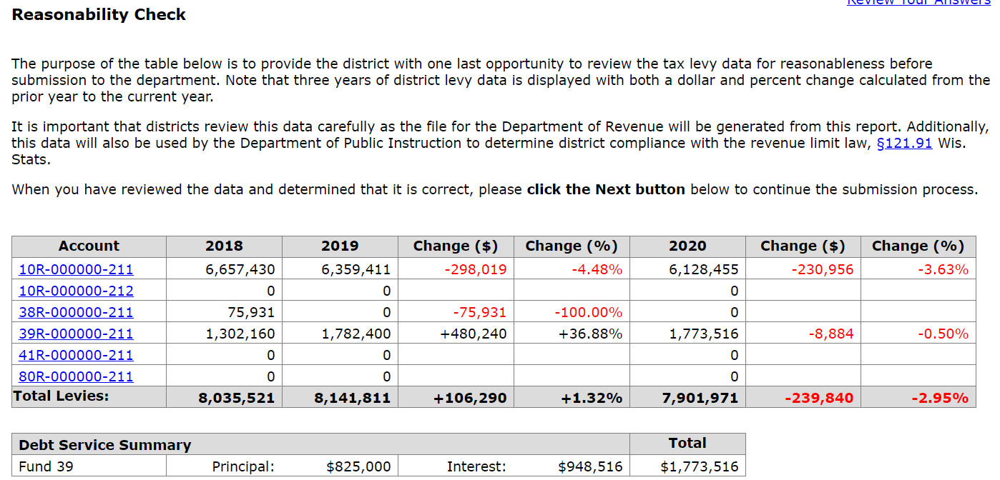 Review Your Answers
Reasonability Check
The purpose of the table below is to provide the district with one last opportunity to review the tax levy data for reasonableness before
submission to the department. Note that three years of district levy data is displayed with both a dollar and percent change calculated from the
prior year to the current year.
It is important that districts review this data carefully as the file for the Department of Revenue will be generated from this report. Additionally,
this data will also be used by the Department of Public Instruction to determine district compliance with the revenue limit law, §121.91 Wis.
Stats.
When you have reviewed the data and determined that it is correct, please click the Next button below to continue the submission process.
Account 2018 2019 Change ($) Change (%) 2020 Change ($) Change (%)
10R-000000-211 6,657,430 6,359,411 -298,019 -4.48% 6,128,455 -230,956 -3.63%
10R-000000-212 0 0 0
38R-000000-211 75,931 0 -75,931 -100.00% 0
39R-000000-211 1,302,160 1,782,400 +480,240 +36.88% 1,773,516 -8,884 -0.50%
41R-000000-211 0 0 0
80R-000000-211 0 0 0
Total Levies: 8,035,521 8,141,811 +106,290 +1.32% 7,901,971 -239,840 -2.95%
Debt Service Summary Total
Fund 39 Principal: $825,000 Interest: $948,516 $1,773,516